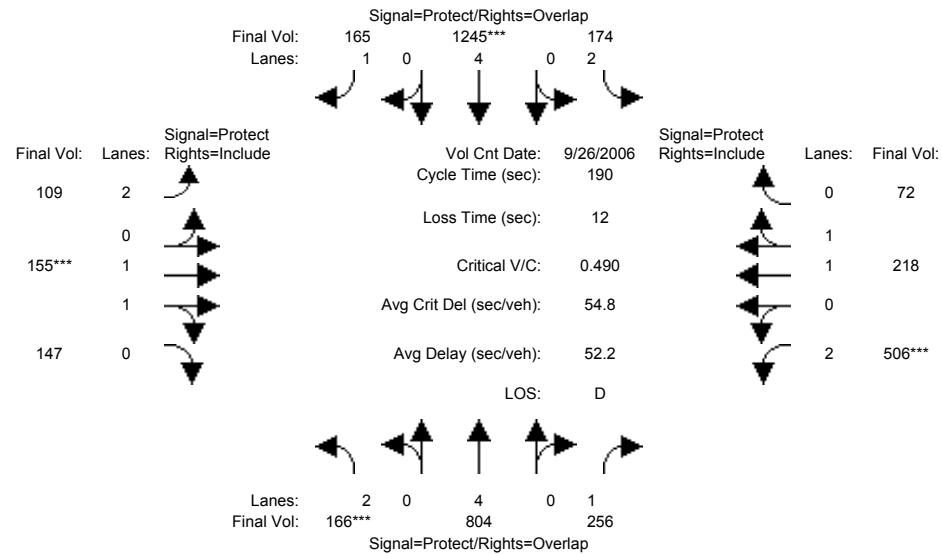 Signal=Protect/Rights=Overlap
Final Vol: 165 1245*** 174
Lanes: 1 0 4 0 2
Signal=Protect
Final Vol: Lanes: Rights=Include
Vol Cnt Date: 9/26/2006
Signal=Protect
Rights=Include Lanes: Final Vol:
Cycle Time (sec): 190
109 2
0 72
Loss Time (sec): 12
0
1
155*** 1
Critical V/C: 0.490
1 218
1
Avg Crit Del (sec/veh): 54.8
0
147 0
Avg Delay (sec/veh): 52.2
2 506***
LOS: D
Lanes: 2 0 4 0 1
Final Vol: 166*** 804 256
Signal=Protect/Rights=Overlap